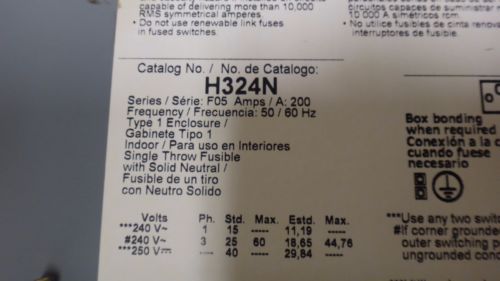 capable of delivering more than 10,000
RMS symmetrical amperes
• Do not use renewable link fuses
in fused switches.
circuitos capaces de suministrar
10 000 A simétricos rcm
• No utilice fusibles de cinta renova
interruptores de fusible.
Catalog No. / No. de Catalogo:
H324N
Series / Série: F05 Amps / A: 200
Frequency / Frecuencia: 50 / 60 Hz
Type 1 Enclosure /
Gabinete Tipo 1
Indoor / Para uso en Interiores
Single Throw Fusible
with Solid Neutral /
Fusible de un tiro
con Neutro Solido
Box bonding
when required
Conexión a la c
cuando fuese
necesario
Volts Ph. Std. Max. Estd. Max.
***240 V~ 1 15 — 11,19 —
#240 V~ 3 25 60 18,65 44,76
***250 V⎓ — 40 — 29,84 —
***Use any two swit
#If corner grounded
outer switching p